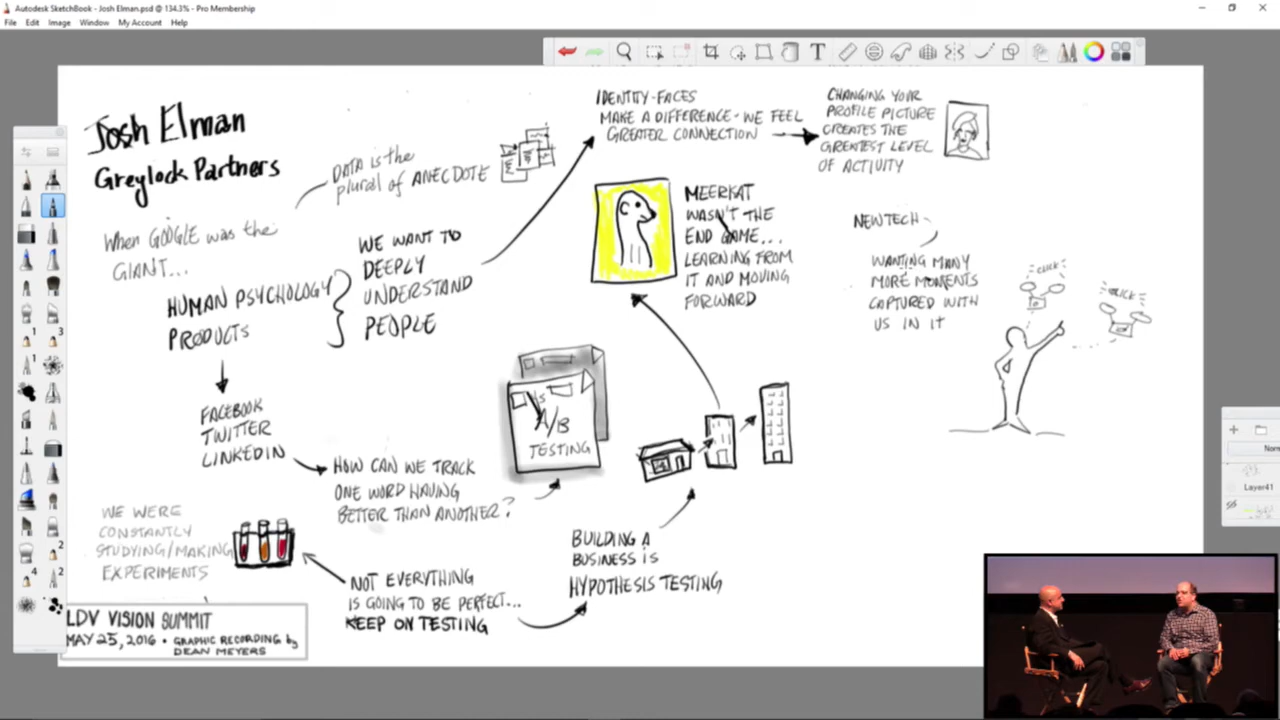 Autodesk SketchBook - Josh Elman.psd @ 134.3% - Pro Membership
File Edit Image Window My Account Help
Josh Elman
Greylock Partners
DATA is the
plural of ANECDOTE
When GOOGLE was the
GIANT...
HUMAN PSYCHOLOGY
PRODUCTS
WE WANT TO
DEEPLY
UNDERSTAND
PEOPLE
IDENTITY-FACES
MAKE A DIFFERENCE - WE FEEL
GREATER CONNECTION
CHANGING YOUR
PROFILE PICTURE
CREATES THE
GREATEST LEVEL
OF ACTIVITY
MEERKAT
WASN'T THE
END GAME...
LEARNING FROM
IT AND MOVING
FORWARD
NEW TECH
WANTING MANY
MORE MOMENTS
CAPTURED WITH
US IN IT
CLICK
CLICK
FACEBOOK
TWITTER
LINKEDIN
HOW CAN WE TRACK
ONE WORD HAVING
BETTER THAN ANOTHER?
A/B
TESTING
WE WERE
CONSTANTLY
STUDYING/MAKING
EXPERIMENTS
NOT EVERYTHING
IS GOING TO BE PERFECT...
KEEP ON TESTING
BUILDING A
BUSINESS IS
HYPOTHESIS TESTING
LDV VISION SUMMIT
MAY 25, 2016 • GRAPHIC RECORDING by
DEAN MEYERS
Layer41